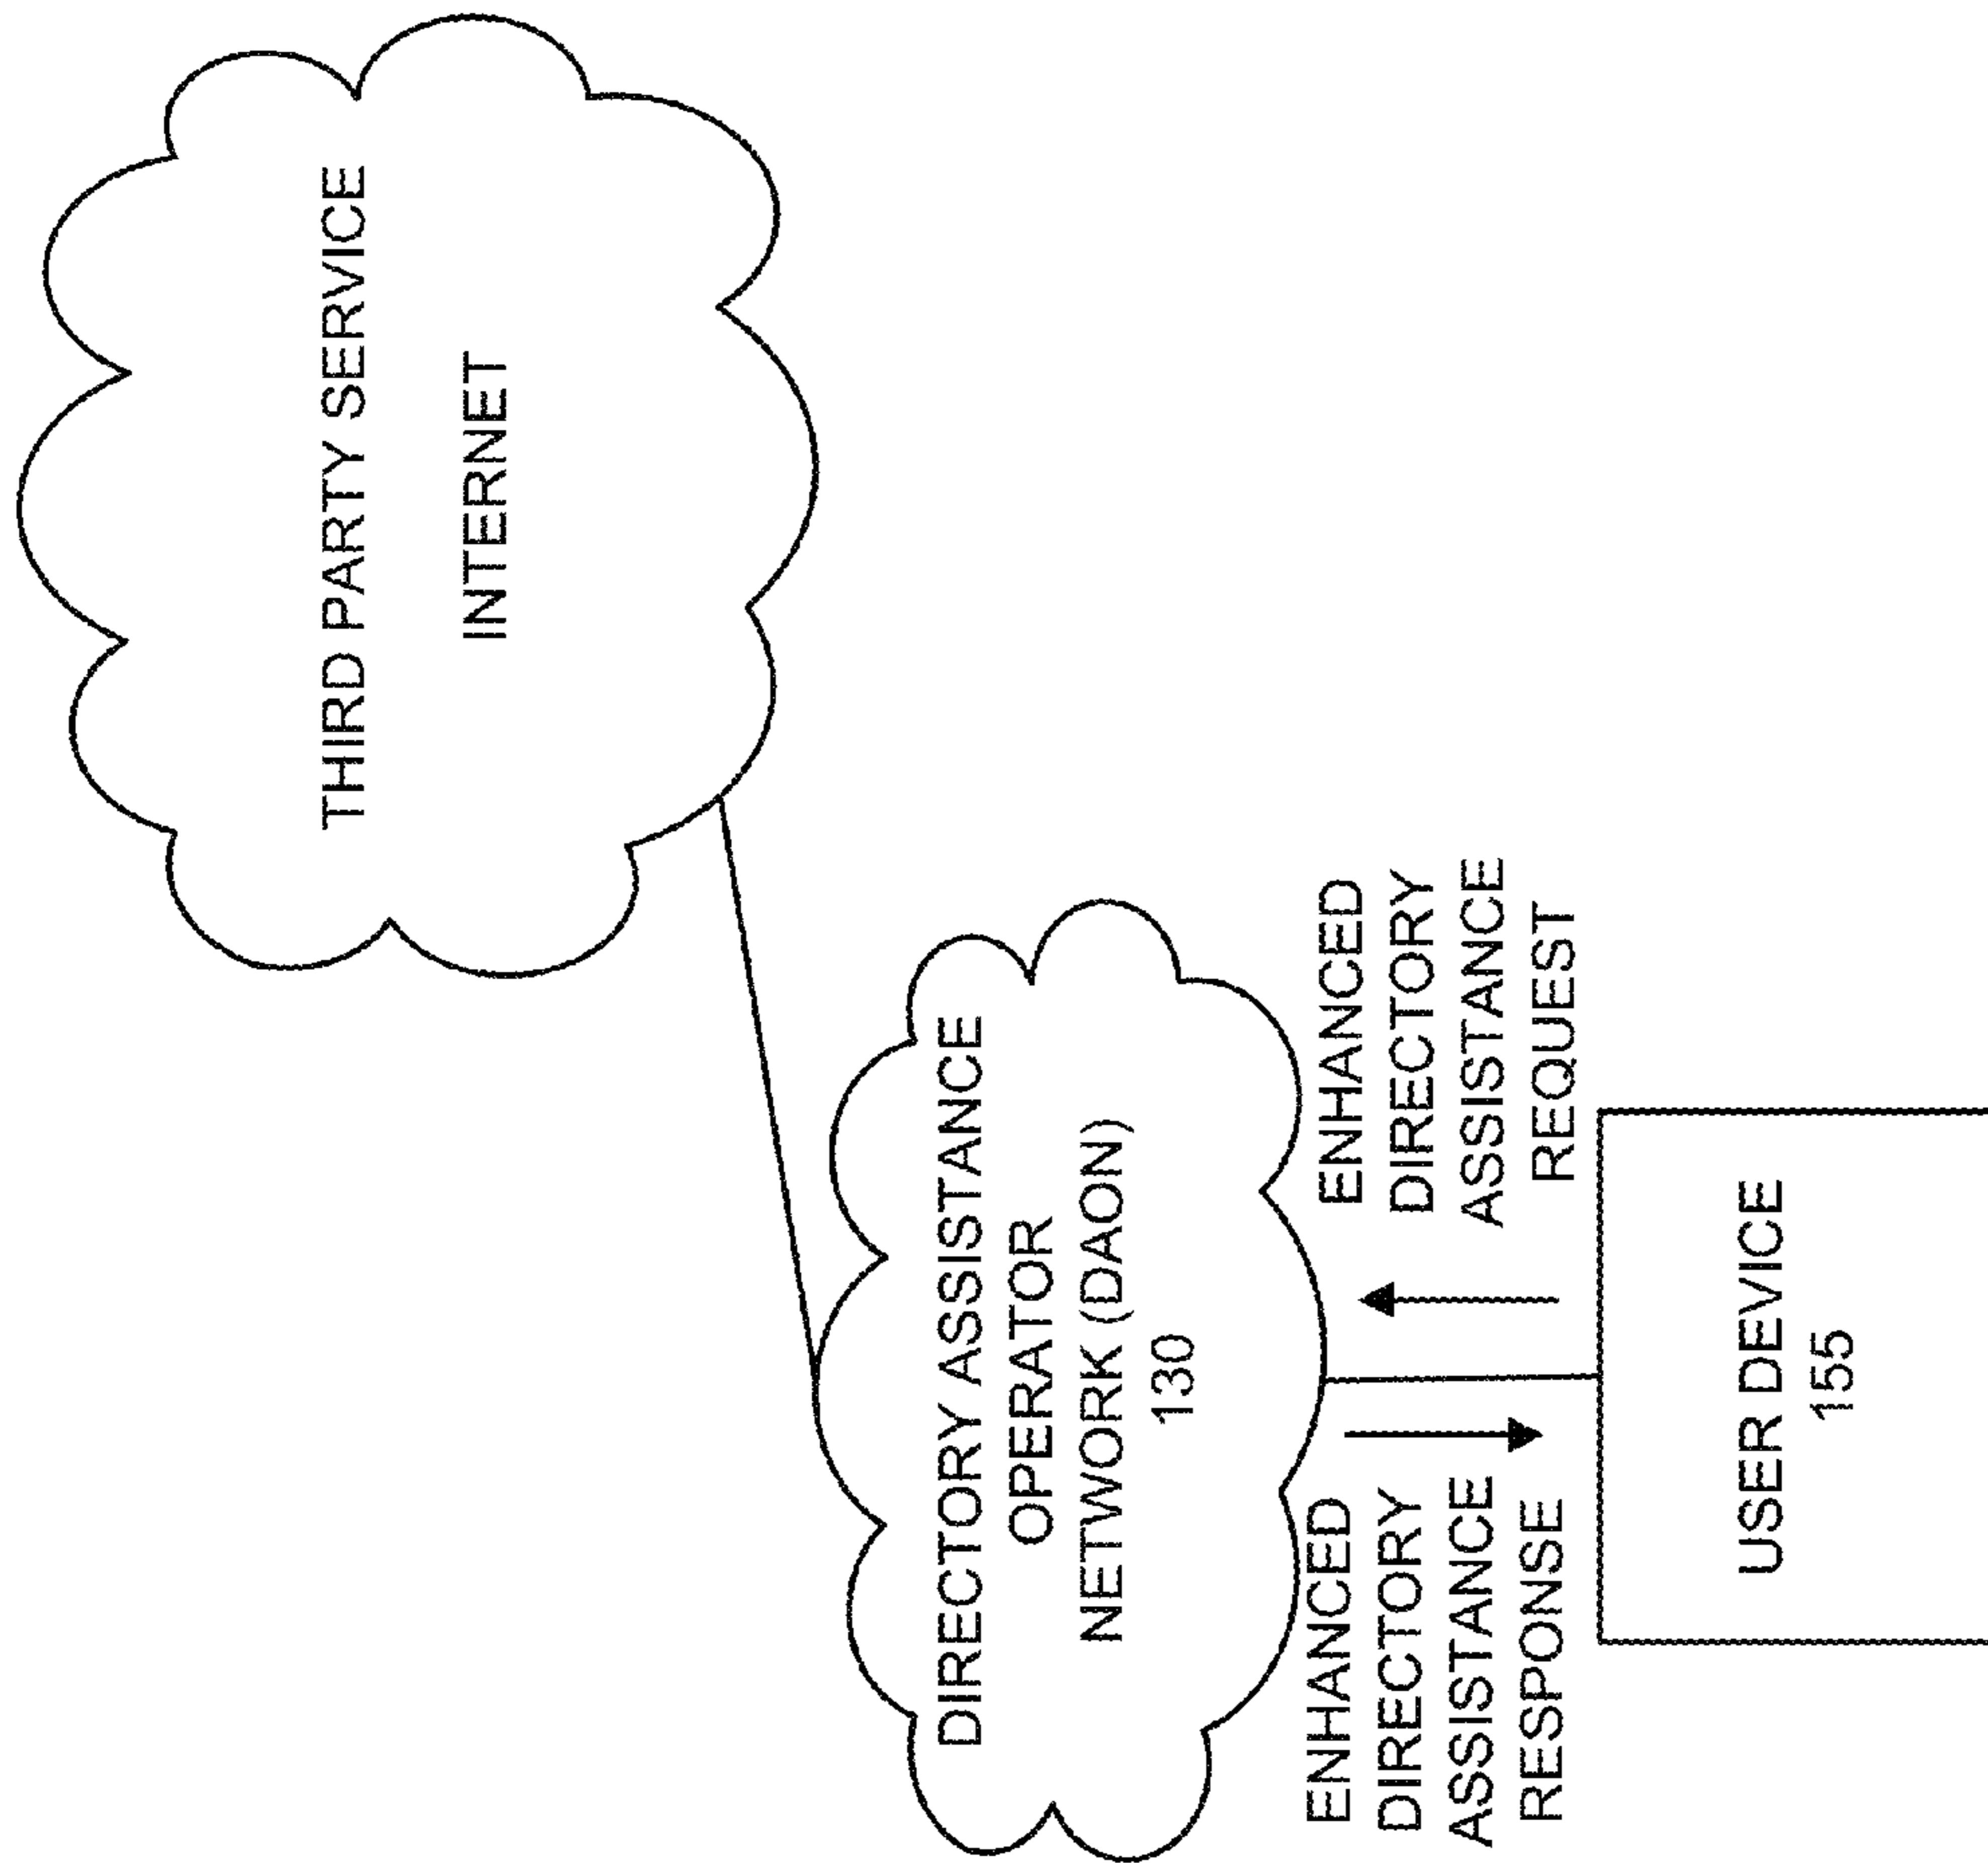 THIRD PARTY SERVICE
INTERNET
DIRECTORY ASSISTANCE
OPERATOR
NETWORK (DAON)
130
ENHANCED
DIRECTORY
ASSISTANCE
RESPONSE
ENHANCED
DIRECTORY
ASSISTANCE
REQUEST
USER DEVICE
155